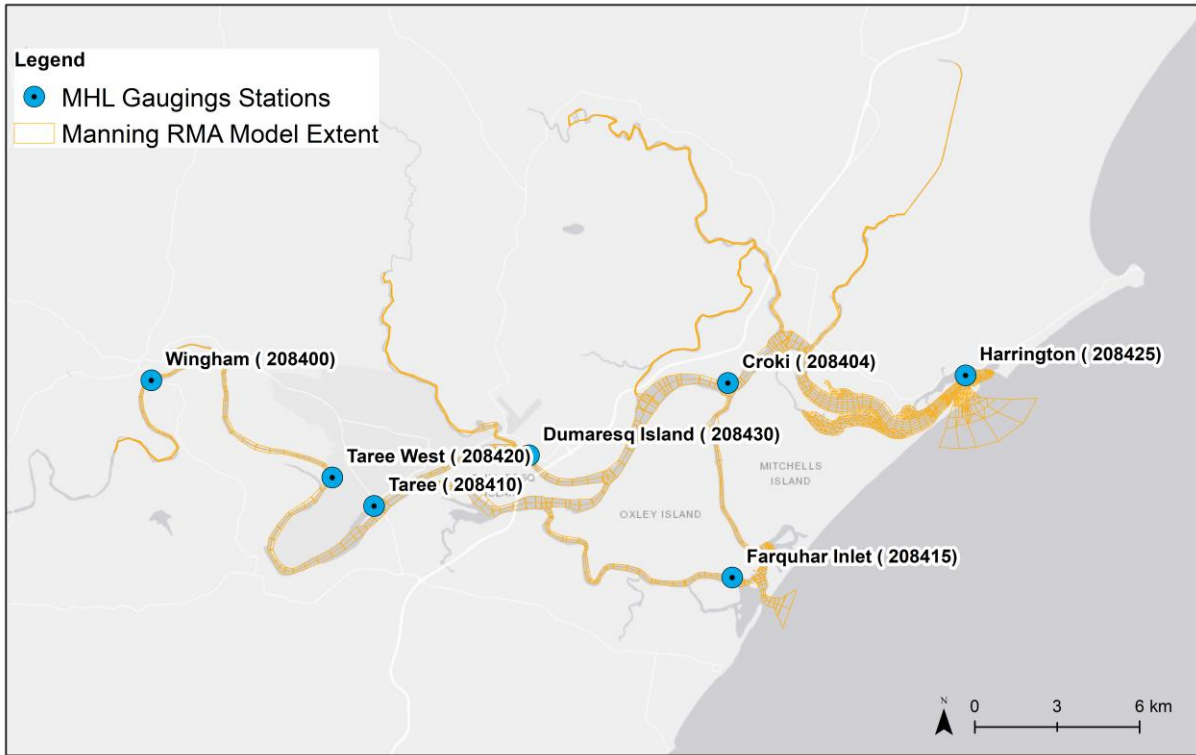 Legend
MHL Gaugings Stations
Manning RMA Model Extent
Wingham ( 208400)
Croki ( 208404)
Harrington ( 208425)
Dumaresq Island ( 208430)
Taree West ( 208420)
Taree ( 208410)
MITCHELLS
ISLAND
OXLEY ISLAND
Farquhar Inlet ( 208415)
N
0 3 6 km